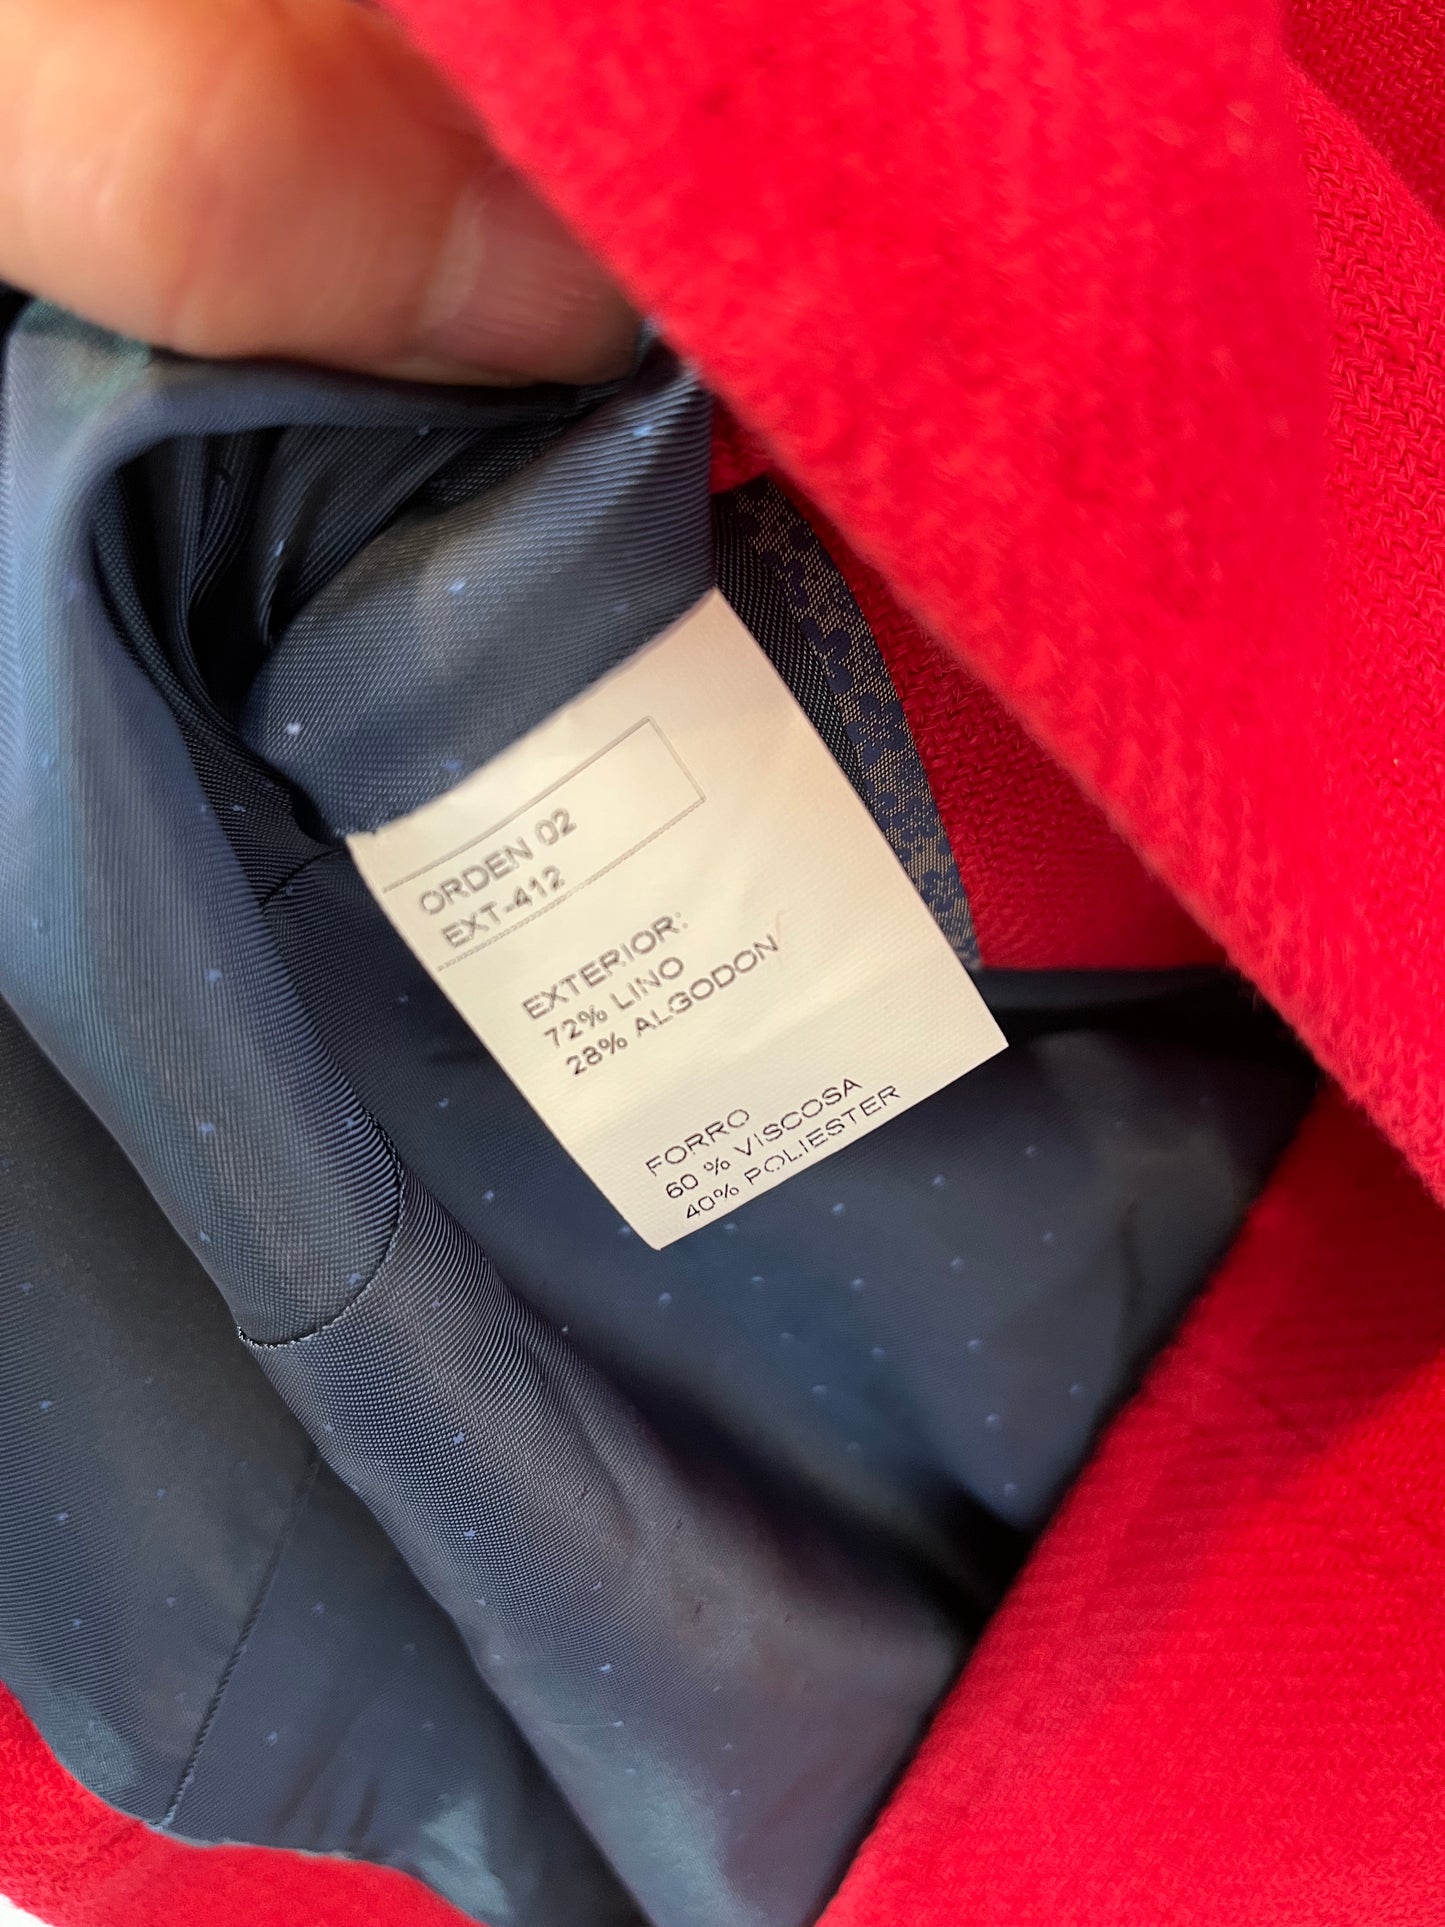 ORDEN 02
EXT-412
EXTERIOR:
72% LINO
28% ALGODON
FORRO
60 % VISCOSA
40% POLIESTER